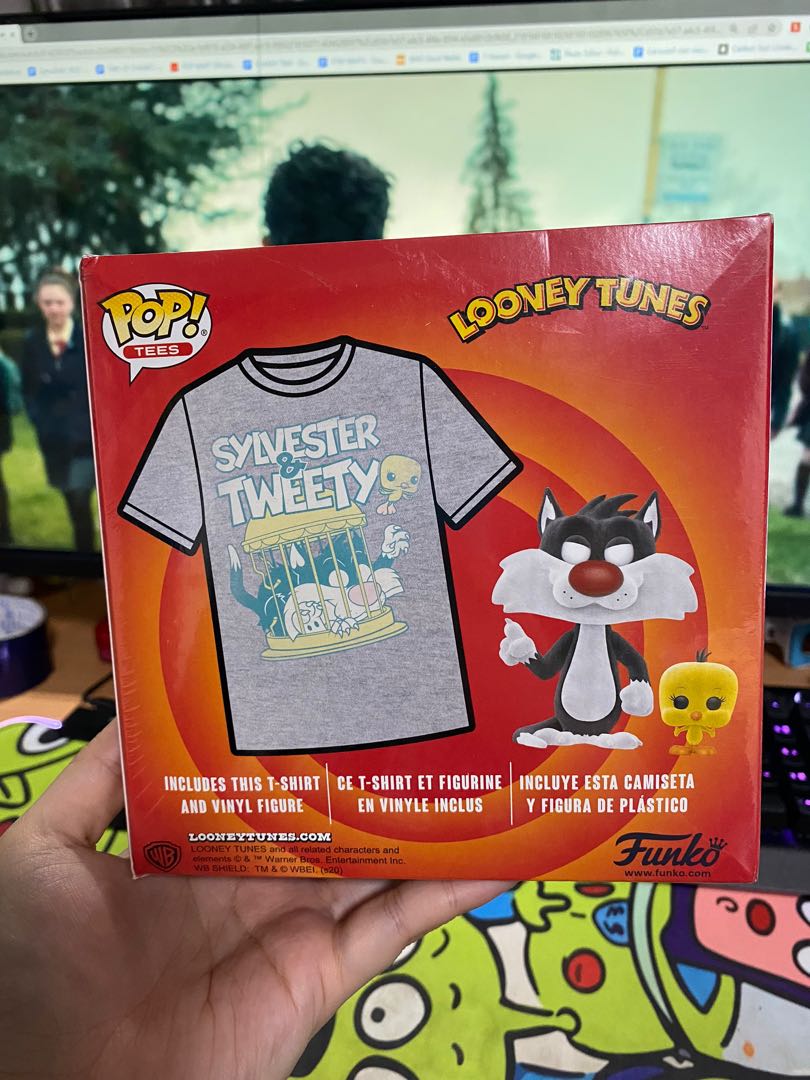 POP!
TEES
LOONEY TUNES
SYLVESTER
&
TWEETY
INCLUDES THIS T-SHIRT
AND VINYL FIGURE
CE T-SHIRT ET FIGURINE
EN VINYLE INCLUS
INCLUYE ESTA CAMISETA
Y FIGURA DE PLÁSTICO
LOONEYTUNES.COM
LOONEY TUNES and all related characters and
elements © & ™ Warner Bros. Entertainment Inc.
WB SHIELD: TM & © WBEI. (s20)
WB
Funko
www.funko.com